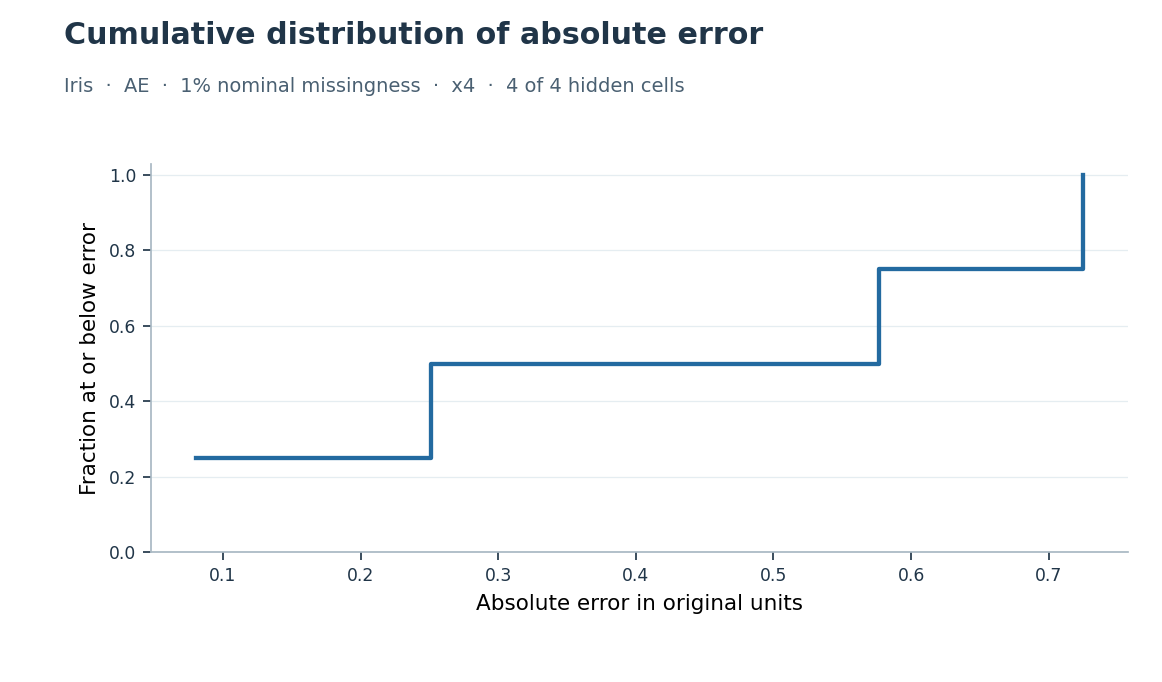 Cumulative distribution of absolute error
Iris · AE · 1% nominal missingness · x4 · 4 of 4 hidden cells
Fraction at or below error
1.0
0.8
0.6
0.4
0.2
0.0
0.1 0.2 0.3 0.4 0.5 0.6 0.7
Absolute error in original units